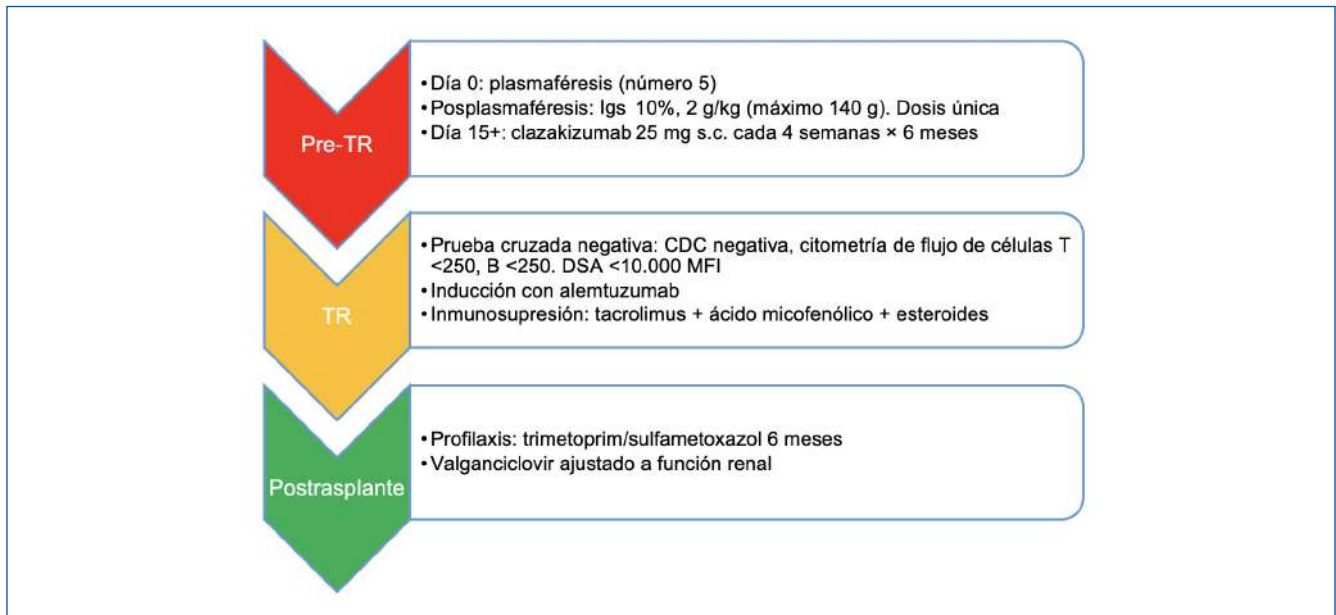 Pre-TR
•Día 0: plasmaféresis (número 5)
•Posplasmaféresis: Igs 10%, 2 g/kg (máximo 140 g). Dosis única
•Día 15+: clazakizumab 25 mg s.c. cada 4 semanas × 6 meses
TR
•Prueba cruzada negativa: CDC negativa, citometría de flujo de células T
<250, B <250. DSA <10.000 MFI
•Inducción con alemtuzumab
•Inmunosupresión: tacrolimus + ácido micofenólico + esteroides
Postrasplante
•Profilaxis: trimetoprim/sulfametoxazol 6 meses
•Valganciclovir ajustado a función renal